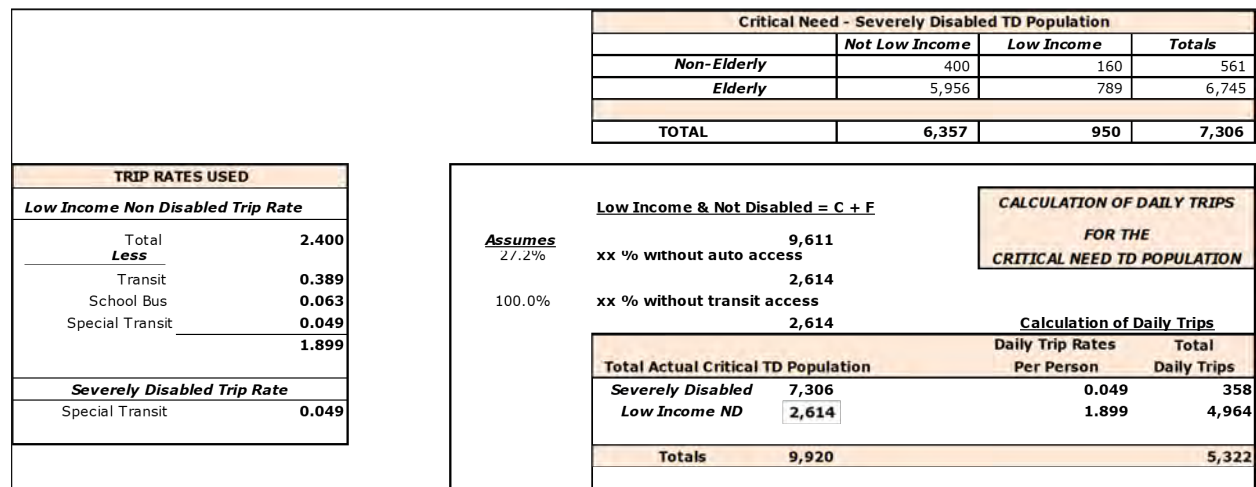 Critical Need - Severely Disabled TD Population
Not Low Income Low Income Totals
Non-Elderly 400 160 561
Elderly 5,956 789 6,745
TOTAL 6,357 950 7,306
TRIP RATES USED
Low Income Non Disabled Trip Rate
Total 2.400
Less
Transit 0.389
School Bus 0.063
Special Transit 0.049
1.899
Severely Disabled Trip Rate
Special Transit 0.049
Low Income & Not Disabled = C + F
Assumes 9,611
27.2% xx % without auto access
2,614
100.0% xx % without transit access
2,614
CALCULATION OF DAILY TRIPS
FOR THE
CRITICAL NEED TD POPULATION
Calculation of Daily Trips
Daily Trip Rates Total
Total Actual Critical TD Population Per Person Daily Trips
Severely Disabled 7,306 0.049 358
Low Income ND 2,614 1.899 4,964
Totals 9,920 5,322